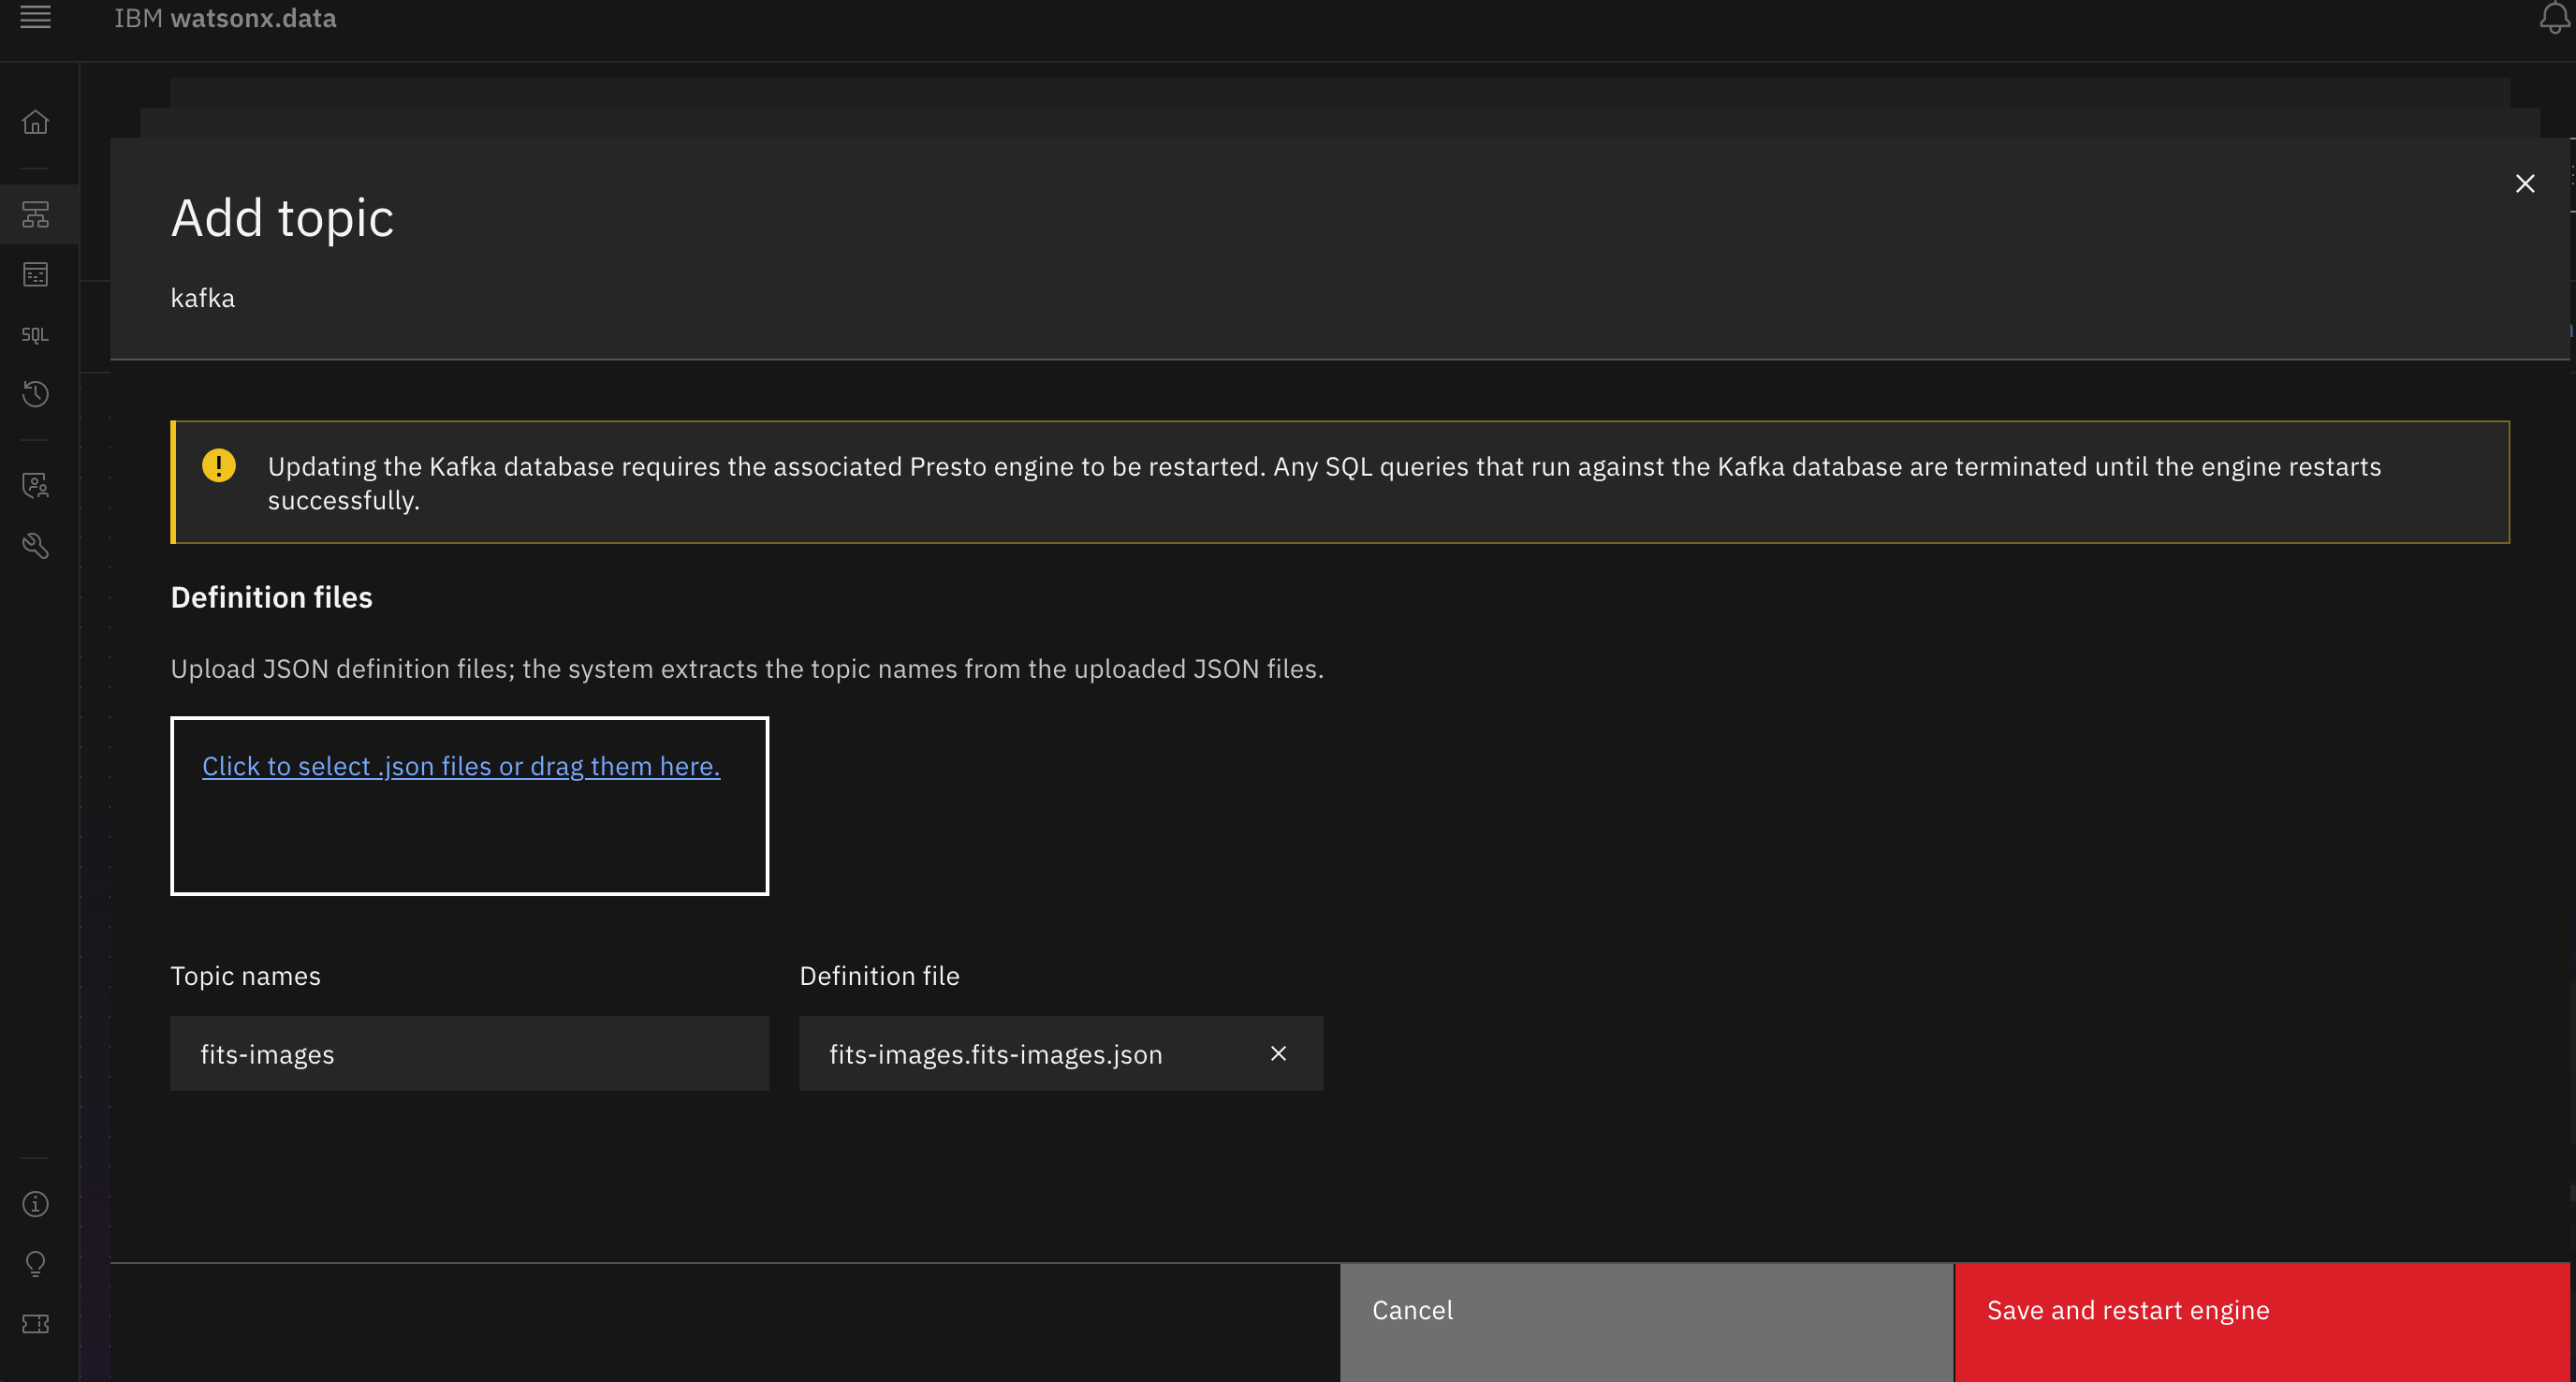 IBM watsonx.data
Add topic
kafka
SQL
Updating the Kafka database requires the associated Presto engine to be restarted. Any SQL queries that run against the Kafka database are terminated until the engine restarts
successfully.
Definition files
Upload JSON definition files; the system extracts the topic names from the uploaded JSON files.
Click to select .json files or drag them here.
Topic names
Definition file
fits-images
fits-images.fits-images.json
Cancel
Save and restart engine